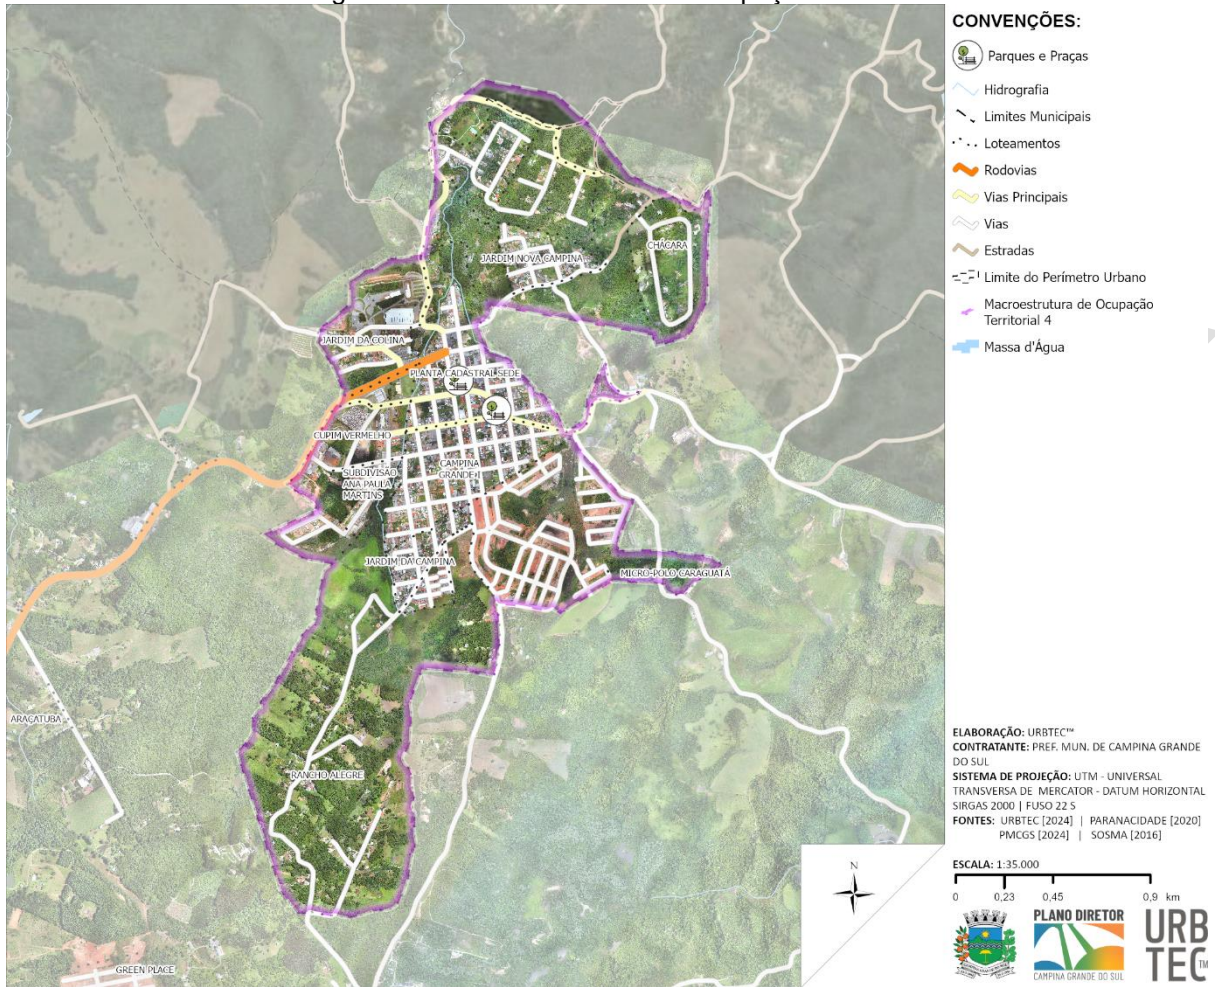 CONVENÇÕES:
Parques e Praças
Hidrografia
Limites Municipais
Loteamentos
Rodovias
Vias Principais
Vias
Estradas
Limite do Perímetro Urbano
Macroestrutura de Ocupação
Territorial 4
Massa d'Água
CHÁCARA
JARDIM NOVA CAMPINA
JARDIM DA COLINA
PLANTA CADASTRAL SEDE
CUPIM VERMELHO
CAMPINA
GRANDE I
SUBDIVISÃO
ANA PAULA
MARTINS
JARDIM DA CAMPINA
MICRO-POLO CARAGUATÁ
ARAÇATUBA
RANCHO ALEGRE
GREEN PLACE
N
ELABORAÇÃO: URBTEC™
CONTRATANTE: PREF. MUN. DE CAMPINA GRANDE
DO SUL
SISTEMA DE PROJEÇÃO: UTM - UNIVERSAL
TRANSVERSA DE MERCATOR - DATUM HORIZONTAL
SIRGAS 2000 | FUSO 22 S
FONTES: URBTEC [2024] | PARANACIDADE [2020]
PMCGS [2024] | SOSMA [2016]
ESCALA: 1:35.000
0 0,23 0,45 0,9 km
PLANO DIRETOR
CAMPINA GRANDE DO SUL
URB
TEC™